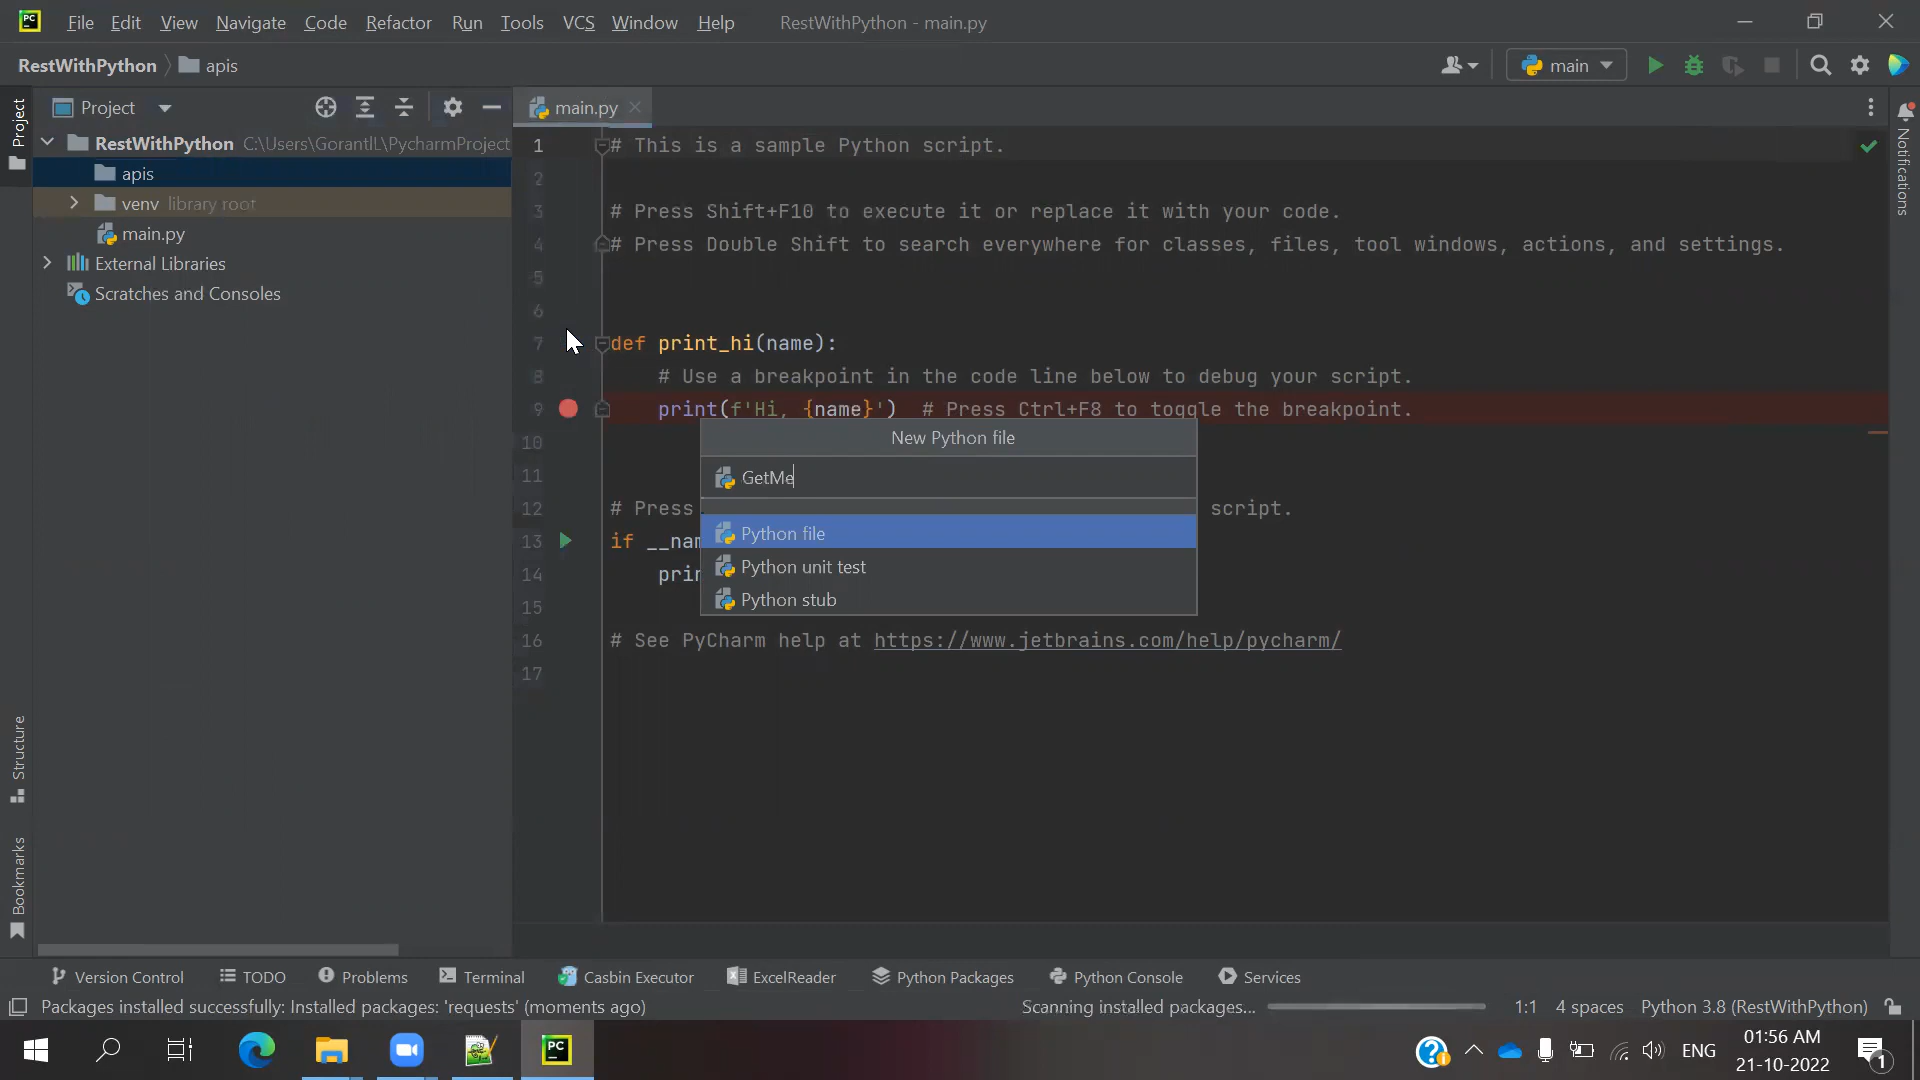 PC File Edit View Navigate Code Refactor Run Tools VCS Window Help RestWithPython - main.py
RestWithPython apis main
Project
Project main.py
RestWithPython C:\Users\GorantlL\PycharmProject
apis
venv library root
main.py
External Libraries
Scratches and Consoles
Structure
Bookmarks
Notifications
1 # This is a sample Python script.
2
3 # Press Shift+F10 to execute it or replace it with your code.
4 # Press Double Shift to search everywhere for classes, files, tool windows, actions, and settings.
5
6
7 def print_hi(name):
8 # Use a breakpoint in the code line below to debug your script.
9 print(f'Hi, {name}') # Press Ctrl+F8 to toggle the breakpoint.
10
11
12 # Press script.
13 if __nam
14 prin
15
16 # See PyCharm help at https://www.jetbrains.com/help/pycharm/
17
New Python file
GetMe
Python file
Python unit test
Python stub
Version Control TODO Problems Terminal Casbin Executor ExcelReader Python Packages Python Console Services
Packages installed successfully: Installed packages: 'requests' (moments ago) Scanning installed packages... 1:1 4 spaces Python 3.8 (RestWithPython)
PC ENG 01:56 AM
21-10-2022 1